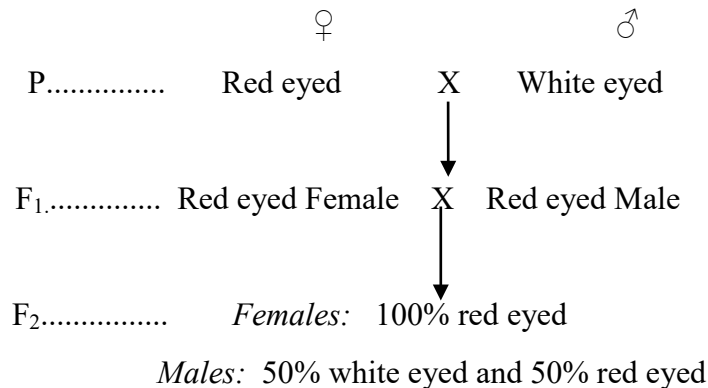 ♀ ♂
P............... Red eyed X White eyed
F₁.............. Red eyed Female X Red eyed Male
F₂................ Females: 100% red eyed
Males: 50% white eyed and 50% red eyed